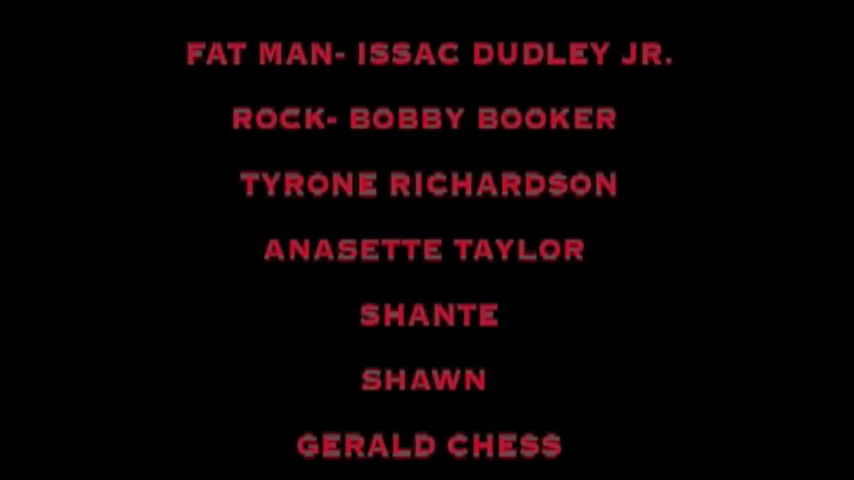 FAT MAN- ISSAC DUDLEY JR.
ROCK- BOBBY BOOKER
TYRONE RICHARDSON
ANASETTE TAYLOR
SHANTE
SHAWN
GERALD CHESS